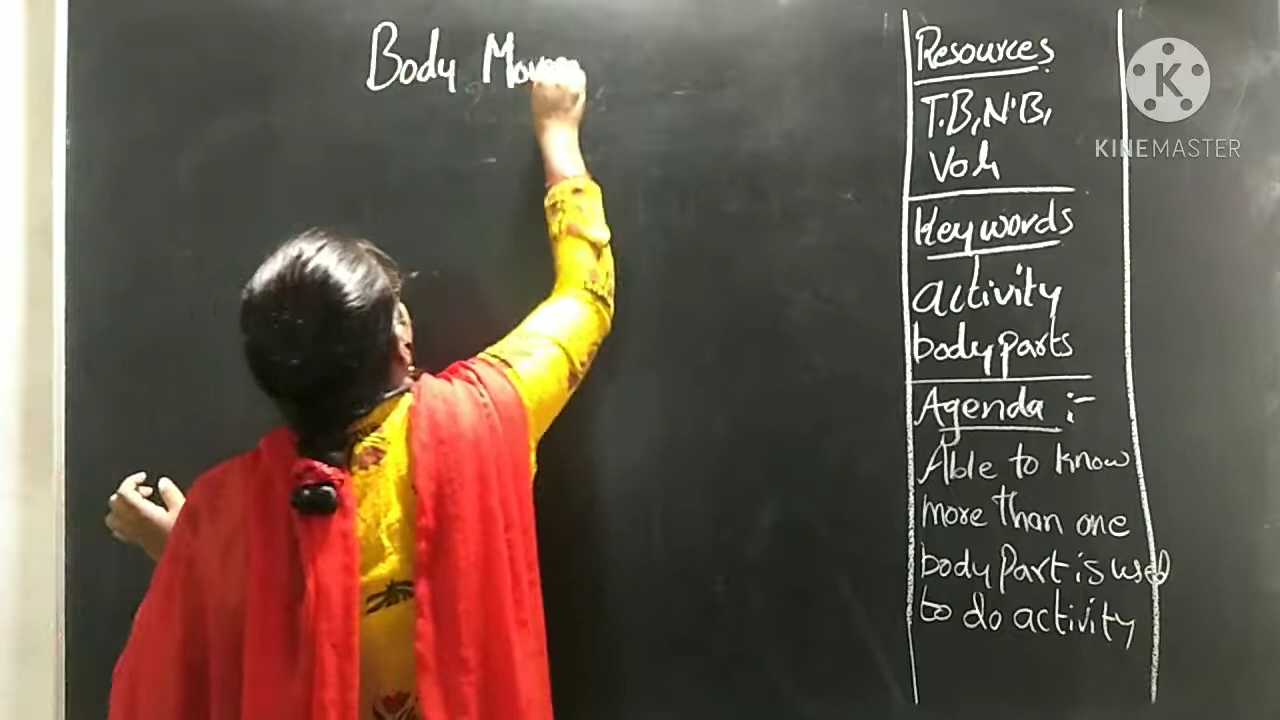 Body Move
Resources
T.B, N.B,
Keywords
activity
body parts
Agenda :-
Able to know
more than one
body part is used
to do activity
KINEMASTER